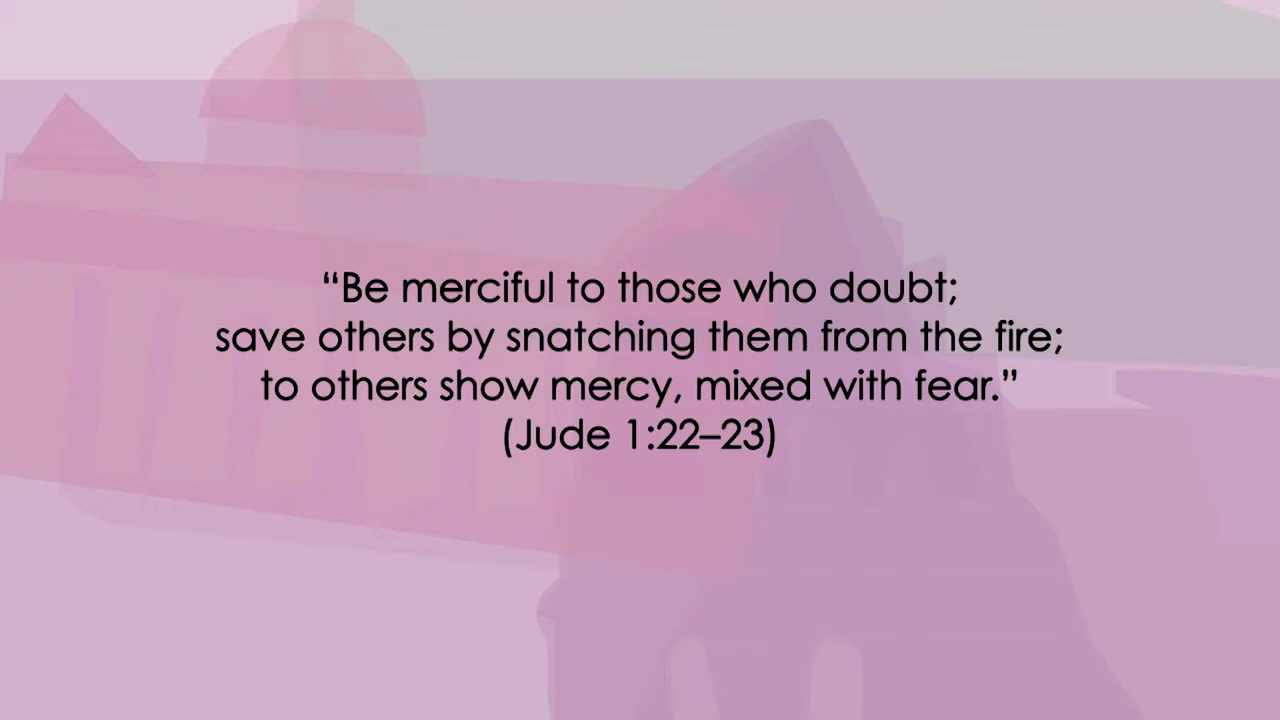 “Be merciful to those who doubt;
save others by snatching them from the fire;
to others show mercy, mixed with fear.”
(Jude 1:22–23)